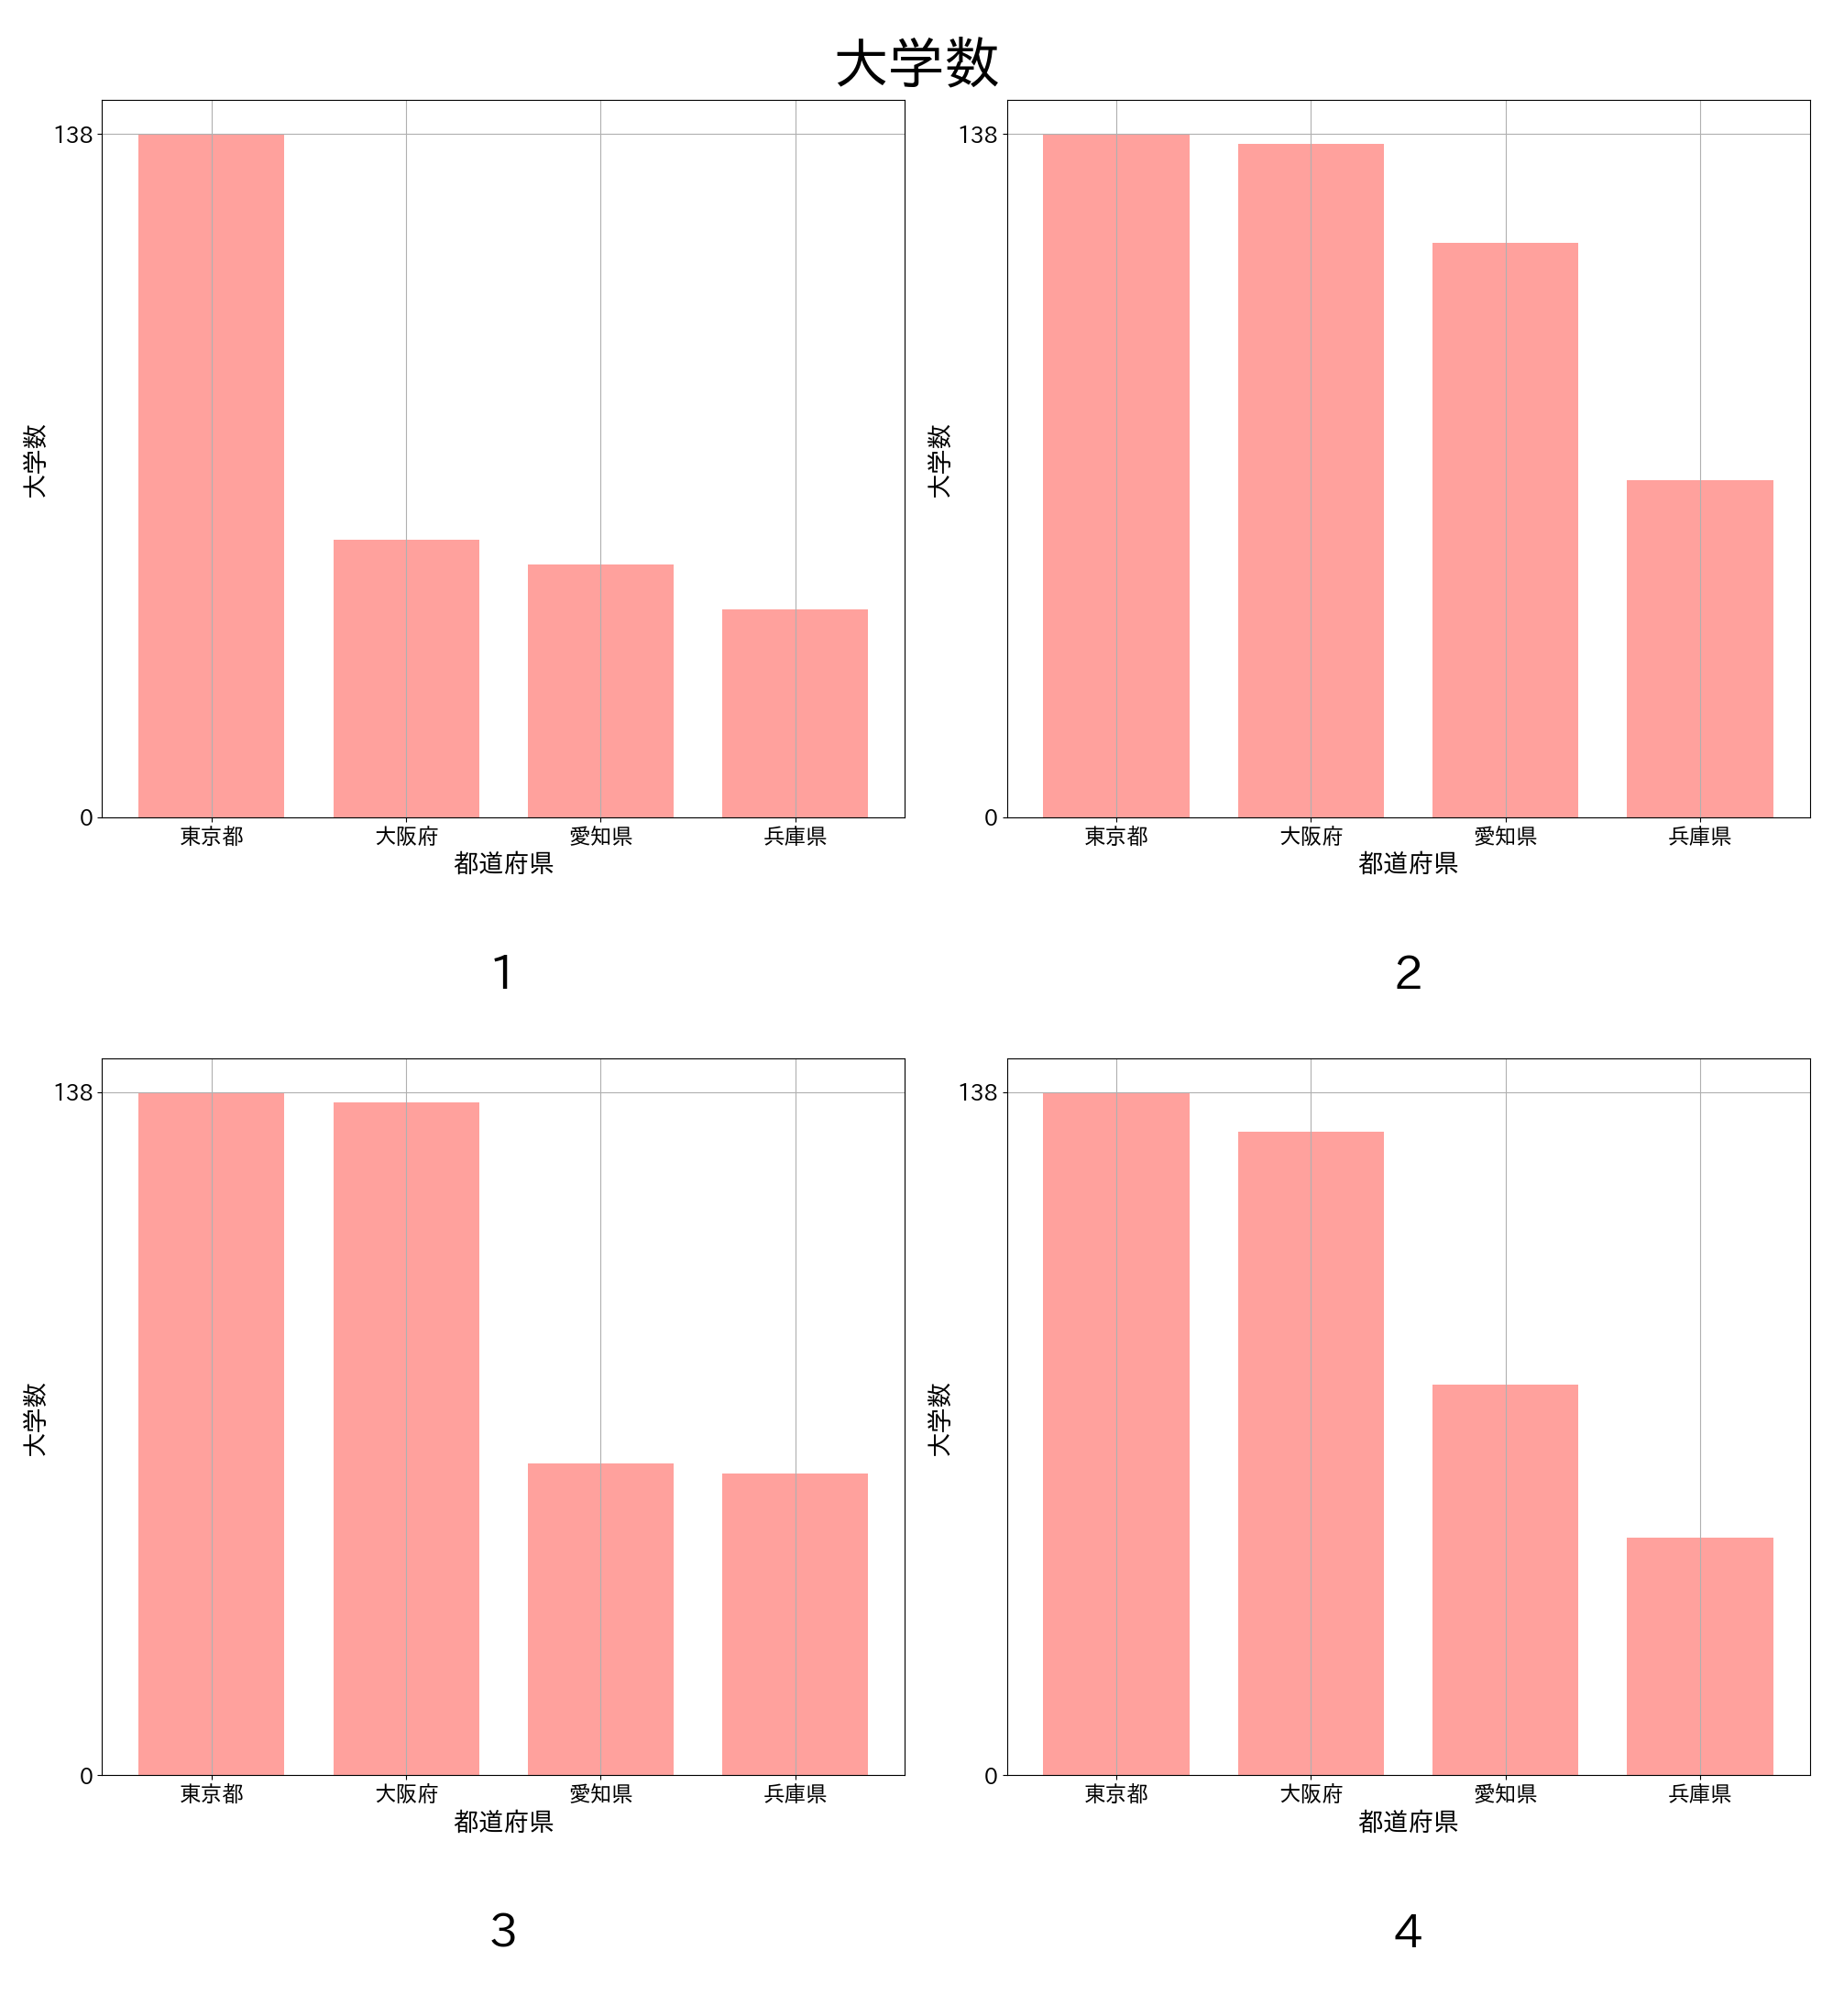 大学数
138
0
大学数
東京都 大阪府 愛知県 兵庫県
都道府県
1
138
0
大学数
東京都 大阪府 愛知県 兵庫県
都道府県
2
138
0
大学数
東京都 大阪府 愛知県 兵庫県
都道府県
3
138
0
大学数
東京都 大阪府 愛知県 兵庫県
都道府県
4